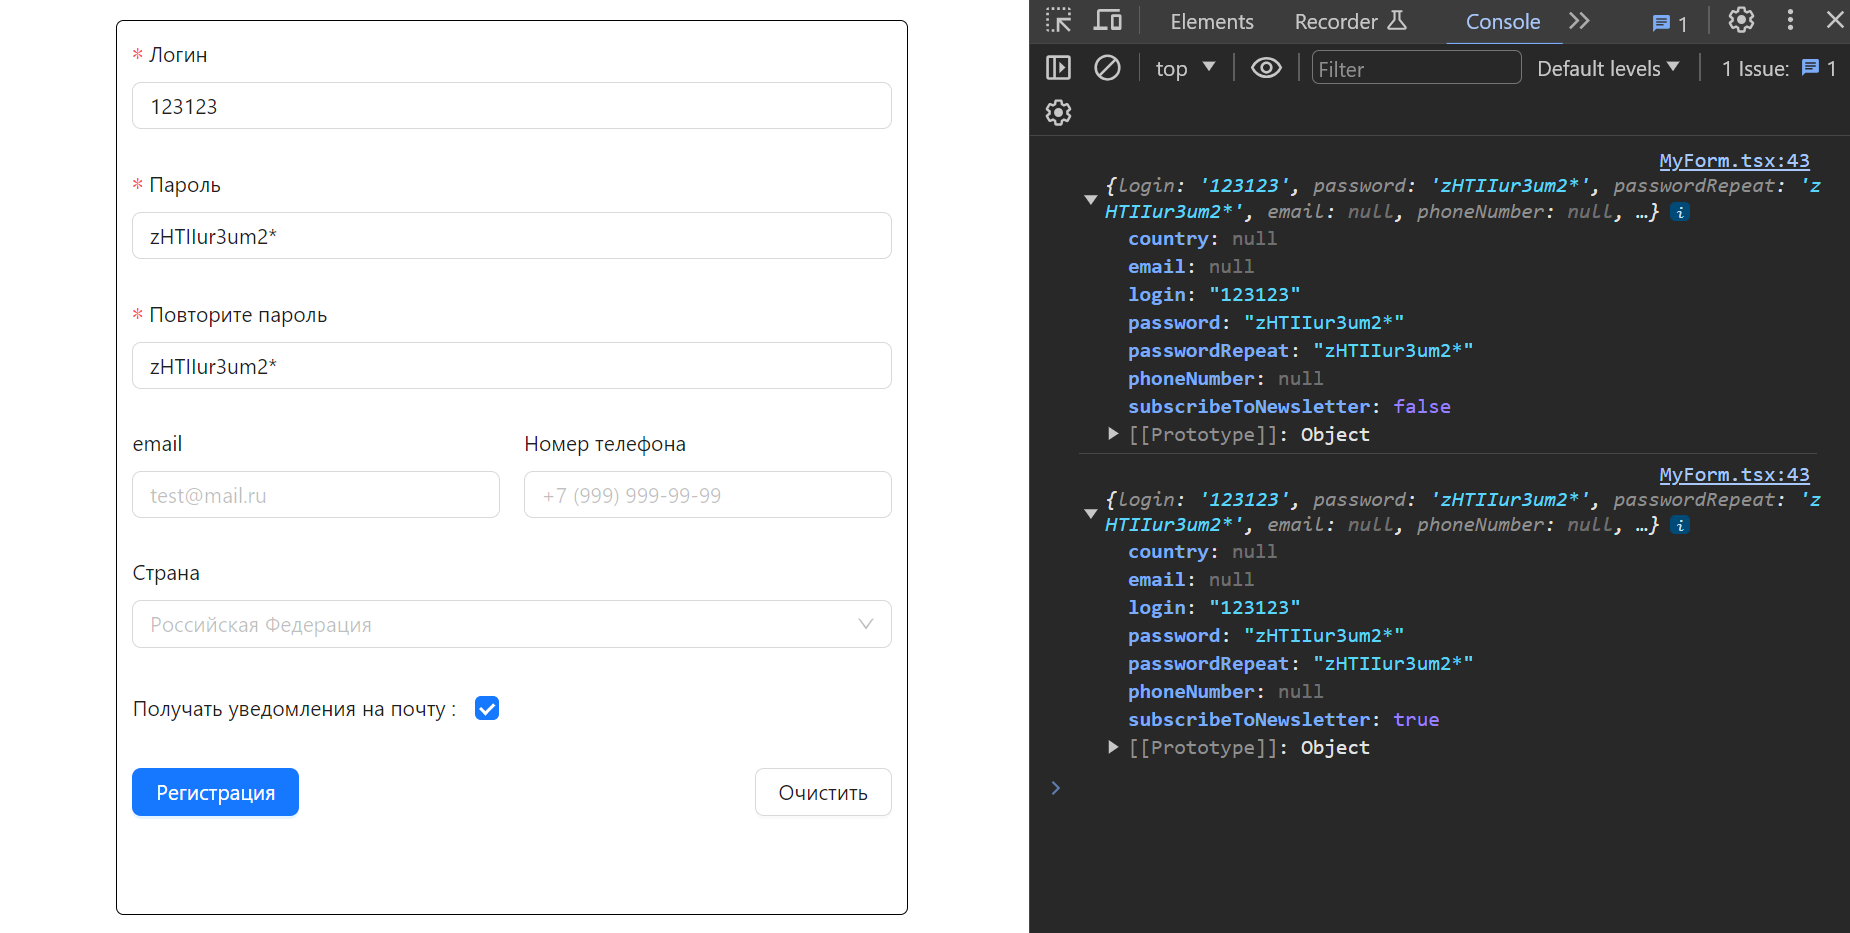 * Логин
123123
* Пароль
zHTIIur3um2*
* Повторите пароль
zHTIIur3um2*
email
Номер телефона
test@mail.ru
+7 (999) 999-99-99
Страна
Российская Федерация
Получать уведомления на почту :
Регистрация
Очистить
Elements
Recorder
Console
1
top
Filter
Default levels
1 Issue:
1
MyForm.tsx:43
{login: '123123', password: 'zHTIIur3um2*', passwordRepeat: 'z
HTIIur3um2*', email: null, phoneNumber: null, …} i
country: null
email: null
login: "123123"
password: "zHTIIur3um2*"
passwordRepeat: "zHTIIur3um2*"
phoneNumber: null
subscribeToNewsletter: false
[[Prototype]]: Object
MyForm.tsx:43
{login: '123123', password: 'zHTIIur3um2*', passwordRepeat: 'z
HTIIur3um2*', email: null, phoneNumber: null, …} i
country: null
email: null
login: "123123"
password: "zHTIIur3um2*"
passwordRepeat: "zHTIIur3um2*"
phoneNumber: null
subscribeToNewsletter: true
[[Prototype]]: Object